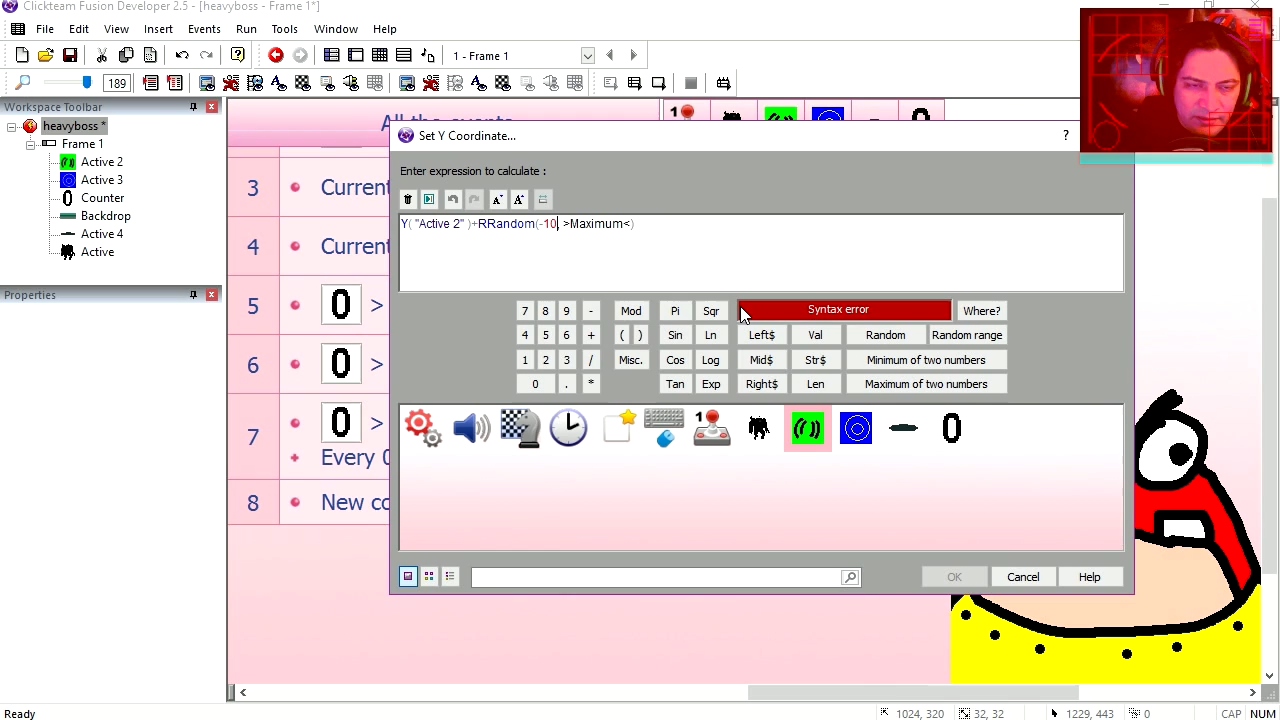 Clickteam Fusion Developer 2.5 - [heavyboss - Frame 1*]
File Edit View Insert Events Run Tools Window Help
Frame 1
189
Workspace Toolbar
heavyboss *
Frame 1
Active 2
Active 3
Counter
Backdrop
Active 4
Active
Properties
All the events
3 Current
4 Current
5 0 >
6 0 >
7 0 >
Every 0
8 New co
Set Y Coordinate...
?
Enter expression to calculate :
Y( "Active 2" )+RRandom(-10, >Maximum<)
7 8 9 - Mod Pi Sqr Syntax error Where?
4 5 6 + ( ) Sin Ln Left$ Val Random Random range
1 2 3 / Misc. Cos Log Mid$ Str$ Minimum of two numbers
0 . * Tan Exp Right$ Len Maximum of two numbers
0
OK Cancel Help
Ready
1024, 320 32, 32 1229, 443 0 CAP NUM